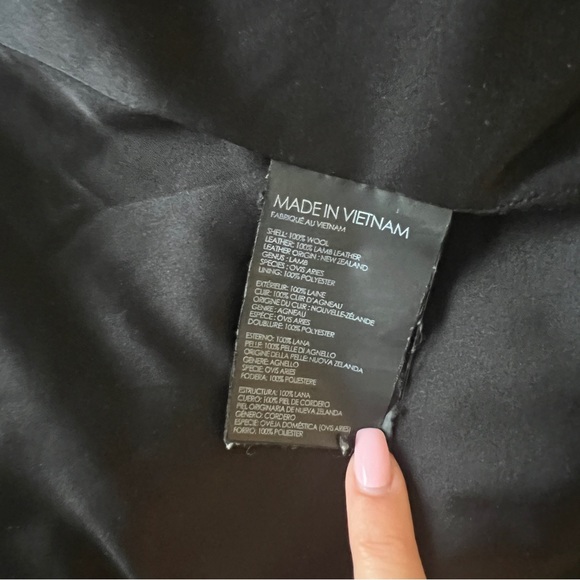 MADE IN VIETNAM
FABRIQUÉ AU VIETNAM
SHELL: 100% WOOL
LEATHER: 100% LAMB LEATHER
LEATHER ORIGIN : NEW ZEALAND
GENUS : LAMB
SPECIES : OVIS ARIES
LINING: 100% POLYESTER
EXTÉRIEUR: 100% LAINE
CUIR: 100% CUIR D'AGNEAU
ORIGINE DU CUIR : NOUVELLE-ZÉLANDE
GENRE : AGNEAU
ESPÈCE : OVIS ARIES
DOUBLURE: 100% POLYESTER
ESTERNO: 100% LANA
PELLE: 100% PELLE DI AGNELLO
ORIGINE DELLA PELLE: NUOVA ZELANDA
GENERE: AGNELLO
SPECIE: OVIS ARIES
FODERA: 100% POLIESTERE
ESTRUCTURA: 100% LANA
CUERO: 100% PIEL DE CORDERO
PIEL ORIGINARIA DE NUEVA ZELANDA
GÉNERO: CORDERO
ESPECIE: OVEJA DOMÉSTICA (OVIS ARIES)
FORRO: 100% POLIESTER